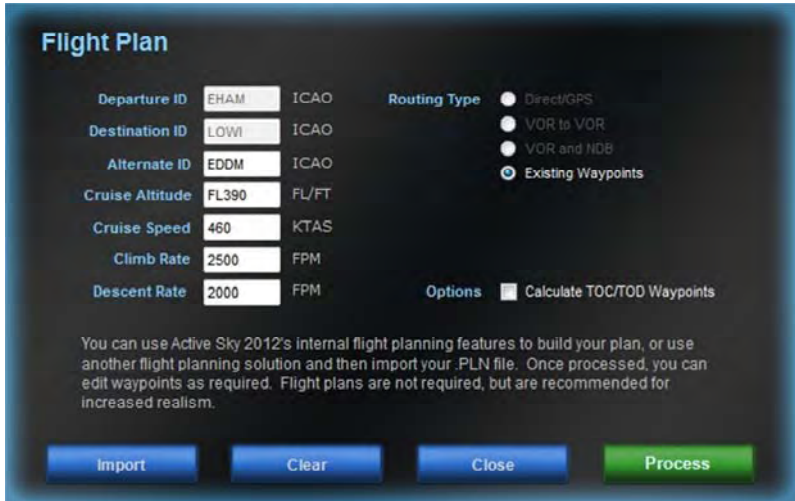 Flight Plan
Departure ID EHAM ICAO Routing Type Direct/GPS
Destination ID LOWI ICAO VOR to VOR
Alternate ID EDDM ICAO VOR and NDB
Existing Waypoints
Cruise Altitude FL390 FL/FT
Cruise Speed 460 KTAS
Climb Rate 2500 FPM
Descent Rate 2000 FPM Options Calculate TOC/TOD Waypoints
You can use Active Sky 2012's internal flight planning features to build your plan, or use
another flight planning solution and then import your .PLN file. Once processed, you can
edit waypoints as required. Flight plans are not required, but are recommended for
increased realism.
Import Clear Close Process